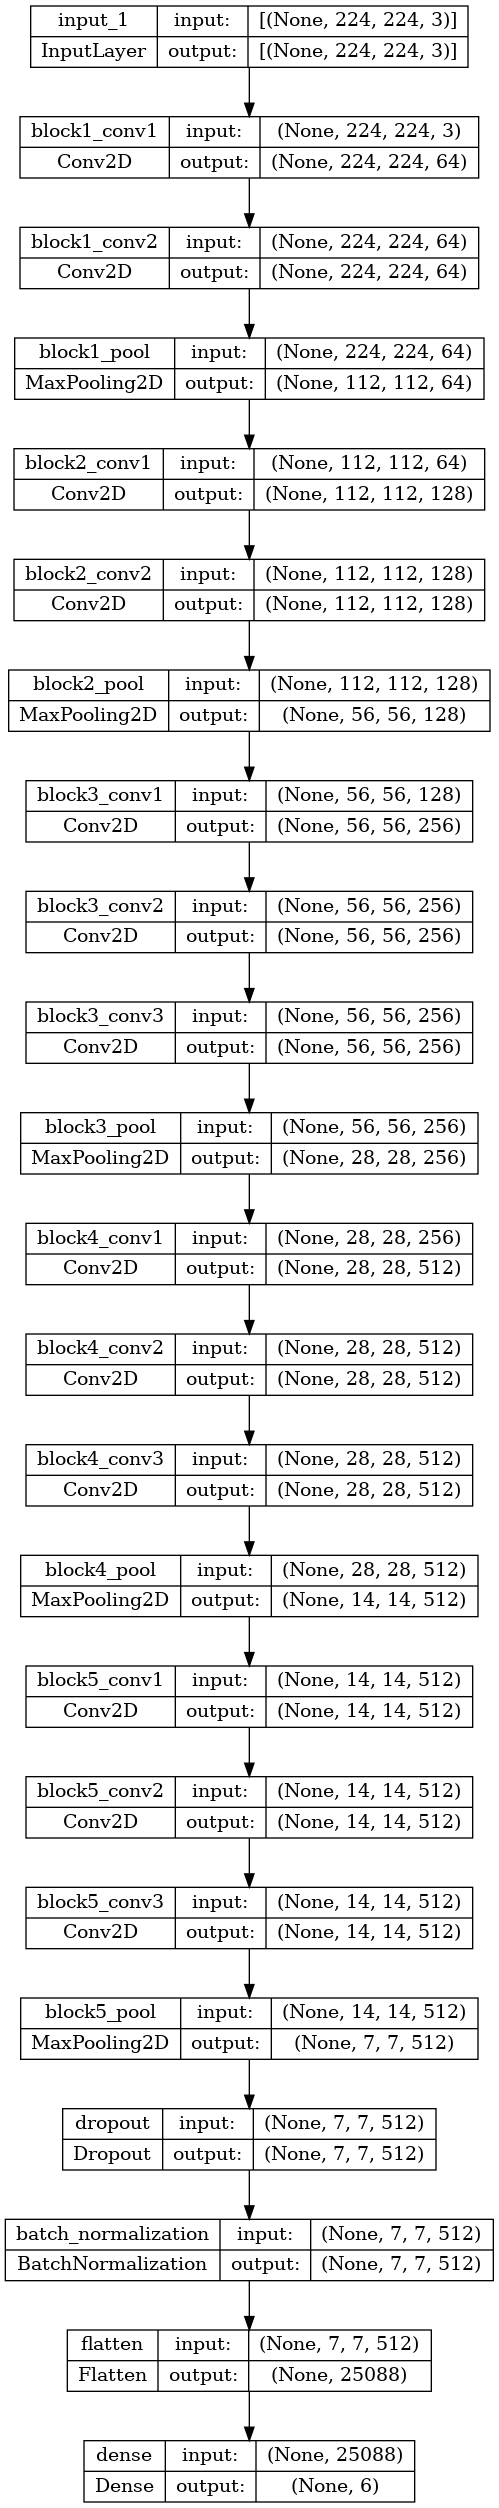 input_1 input: [(None, 224, 224, 3)]
InputLayer output: [(None, 224, 224, 3)]
block1_conv1 input: (None, 224, 224, 3)
Conv2D output: (None, 224, 224, 64)
block1_conv2 input: (None, 224, 224, 64)
Conv2D output: (None, 224, 224, 64)
block1_pool input: (None, 224, 224, 64)
MaxPooling2D output: (None, 112, 112, 64)
block2_conv1 input: (None, 112, 112, 64)
Conv2D output: (None, 112, 112, 128)
block2_conv2 input: (None, 112, 112, 128)
Conv2D output: (None, 112, 112, 128)
block2_pool input: (None, 112, 112, 128)
MaxPooling2D output: (None, 56, 56, 128)
block3_conv1 input: (None, 56, 56, 128)
Conv2D output: (None, 56, 56, 256)
block3_conv2 input: (None, 56, 56, 256)
Conv2D output: (None, 56, 56, 256)
block3_conv3 input: (None, 56, 56, 256)
Conv2D output: (None, 56, 56, 256)
block3_pool input: (None, 56, 56, 256)
MaxPooling2D output: (None, 28, 28, 256)
block4_conv1 input: (None, 28, 28, 256)
Conv2D output: (None, 28, 28, 512)
block4_conv2 input: (None, 28, 28, 512)
Conv2D output: (None, 28, 28, 512)
block4_conv3 input: (None, 28, 28, 512)
Conv2D output: (None, 28, 28, 512)
block4_pool input: (None, 28, 28, 512)
MaxPooling2D output: (None, 14, 14, 512)
block5_conv1 input: (None, 14, 14, 512)
Conv2D output: (None, 14, 14, 512)
block5_conv2 input: (None, 14, 14, 512)
Conv2D output: (None, 14, 14, 512)
block5_conv3 input: (None, 14, 14, 512)
Conv2D output: (None, 14, 14, 512)
block5_pool input: (None, 14, 14, 512)
MaxPooling2D output: (None, 7, 7, 512)
dropout input: (None, 7, 7, 512)
Dropout output: (None, 7, 7, 512)
batch_normalization input: (None, 7, 7, 512)
BatchNormalization output: (None, 7, 7, 512)
flatten input: (None, 7, 7, 512)
Flatten output: (None, 25088)
dense input: (None, 25088)
Dense output: (None, 6)